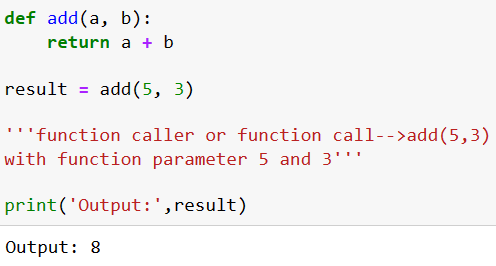 def add(a, b):
    return a + b
result = add(5, 3)
'''function caller or function call-->add(5,3)
with function parameter 5 and 3'''
print('Output:',result)
Output: 8